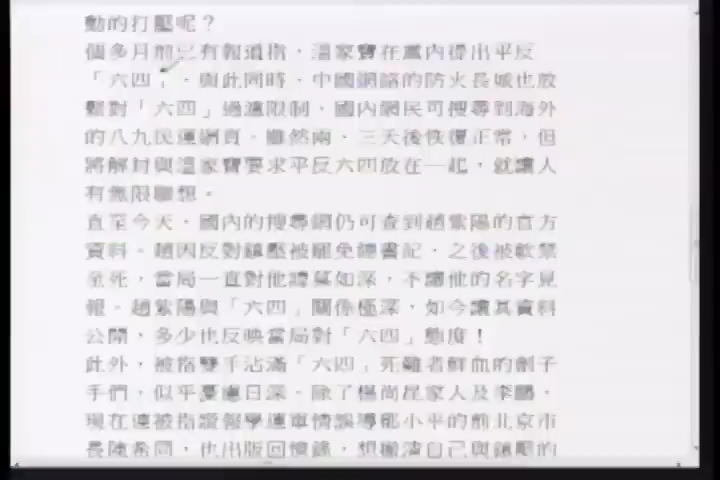 動的打壓呢？
個多月前已有報道指，溫家寶在黨內提出平反
「六四」。與此同時，中國網絡的防火長城也放
鬆對「六四」過濾限制，國內網民可搜尋到海外
的八九民運網頁。雖然兩、三天後恢復正常，但
將解封與溫家寶要求平反六四放在一起，就讓人
有無限聯想。
直至今天，國內的搜尋網仍可查到趙紫陽的官方
資料。趙因反對鎮壓被罷免總書記，之後被軟禁
至死，當局一直對他諱莫如深，不讓他的名字見
報。趙紫陽與「六四」關係極深，如今讓其資料
公開，多少也反映當局對「六四」態度！
此外，被指雙手沾滿「六四」死難者鮮血的劊子
手們，似乎憂慮日深。除了楊尚昆家人及李鵬，
現在連被指謊報學運軍情誤導鄧小平的前北京市
長陳希同，也出版回憶錄，想撇清自己與鎮壓的